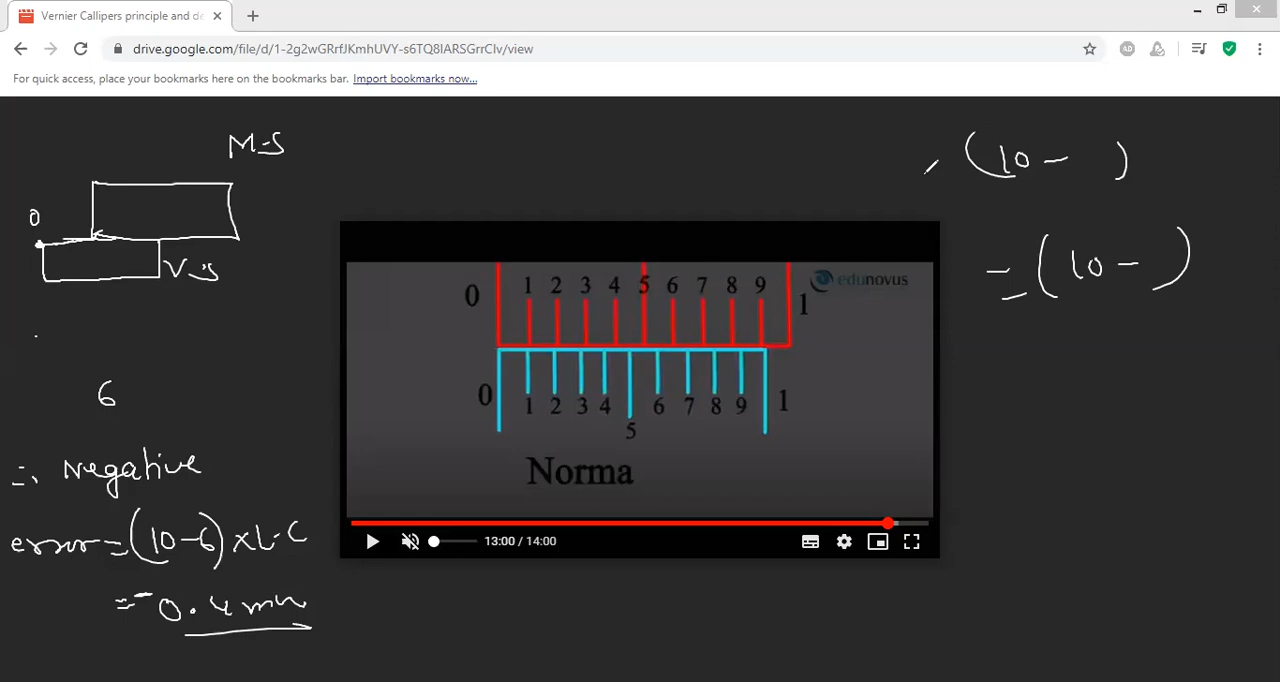 Vernier Callipers principle and de
drive.google.com/file/d/1-2g2wGRrfJKmhUVY-s6TQ8IARSGrrCIv/view
For quick access, place your bookmarks here on the bookmarks bar. Import bookmarks now...
M-S
0
V-S
6
∴ Negative
error = (10-6) x L.C
= -0.4 mm
edunovus
0 1 2 3 4 5 6 7 8 9 1
0 1 2 3 4 5 6 7 8 9 1
Norma
13:00 / 14:00
(10 - )
= (10 - )